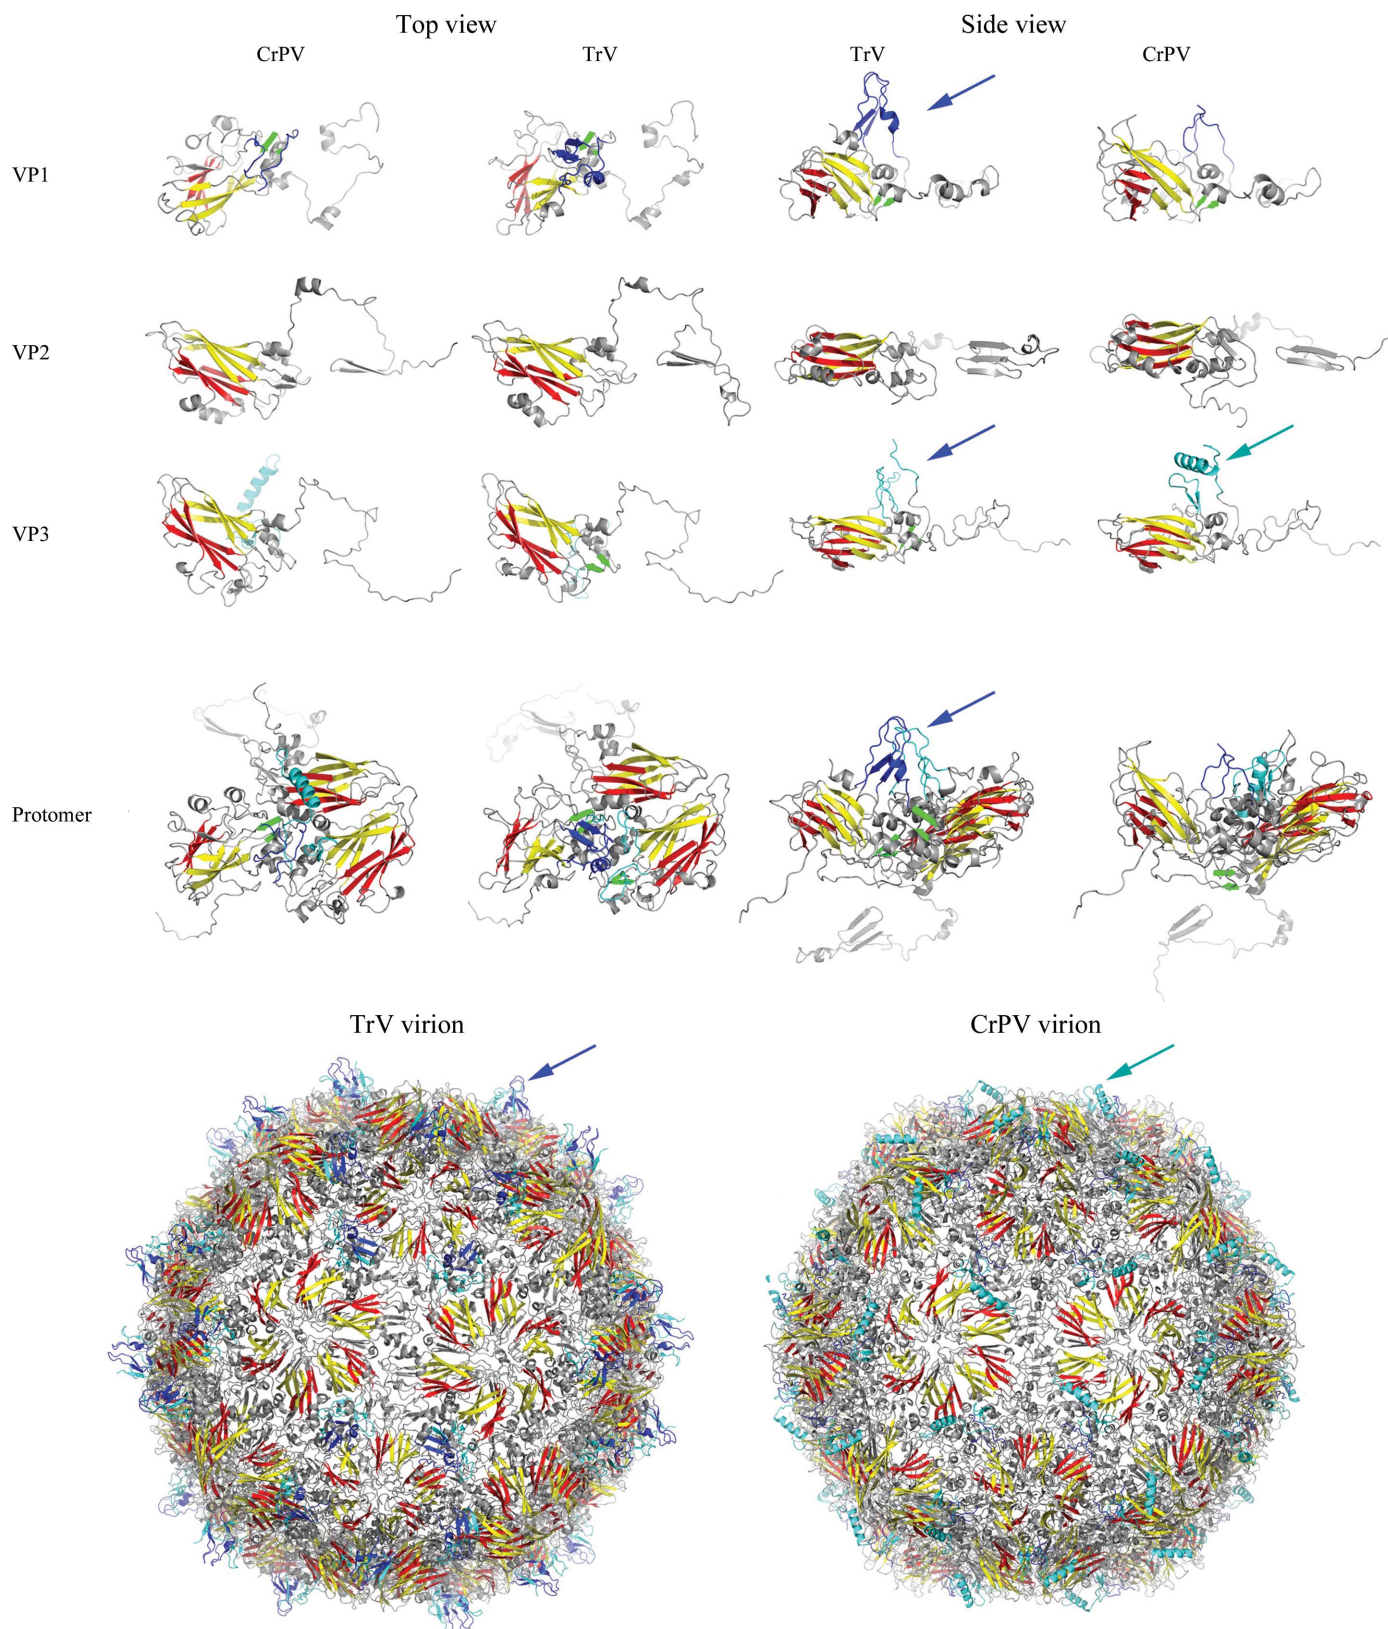 Top view Side view
CrPV TrV TrV CrPV
VP1
VP2
VP3
Protomer
TrV virion CrPV virion